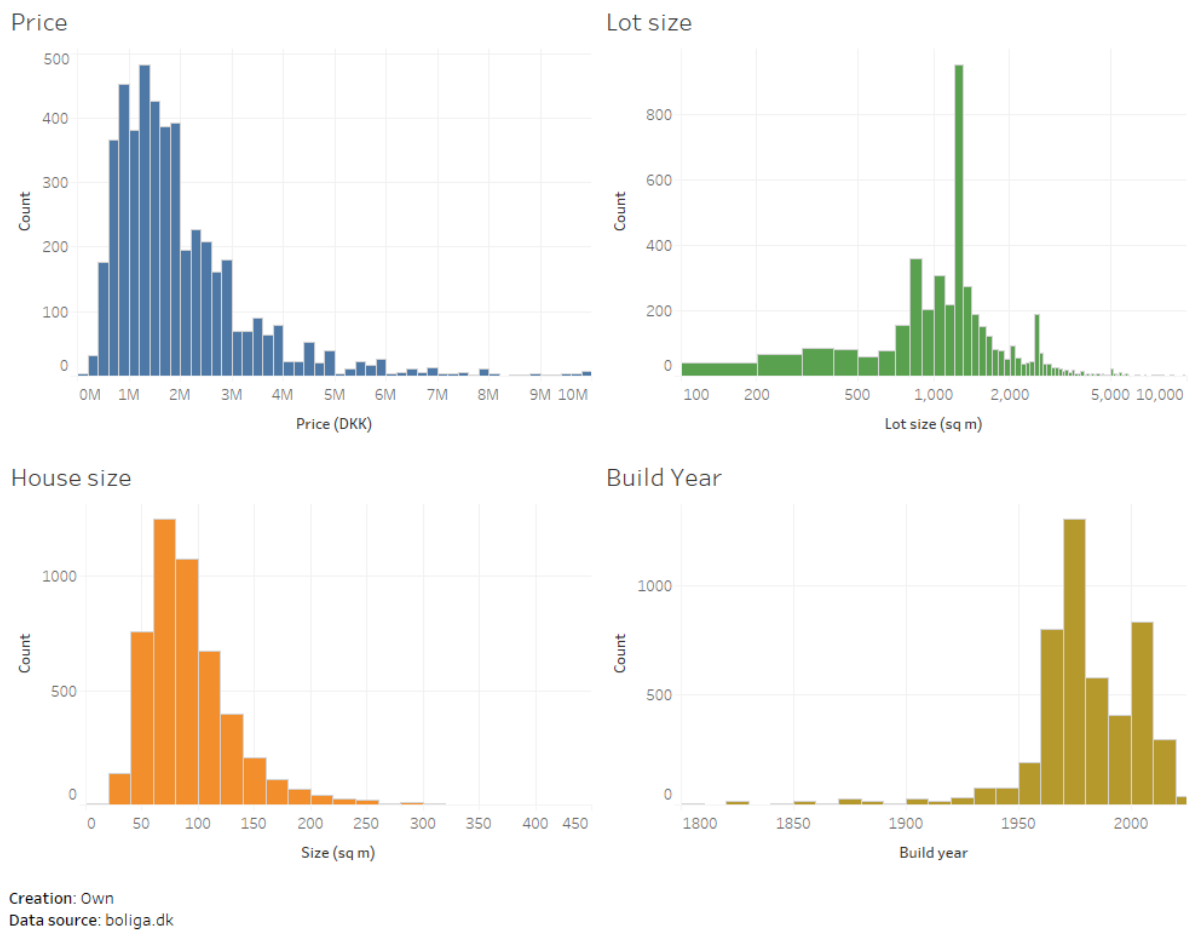 Price
Lot size
500
400
300
200
100
0
Count
0M 1M 2M 3M 4M 5M 6M 7M 8M 9M 10M
Price (DKK)
800
600
400
200
0
Count
100 200 500 1,000 2,000 5,000 10,000
Lot size (sq m)
House size
Build Year
1000
500
0
Count
0 50 100 150 200 250 300 350 400 450
Size (sq m)
1000
500
0
Count
1800 1850 1900 1950 2000
Build year
Creation: Own
Data source: boliga.dk